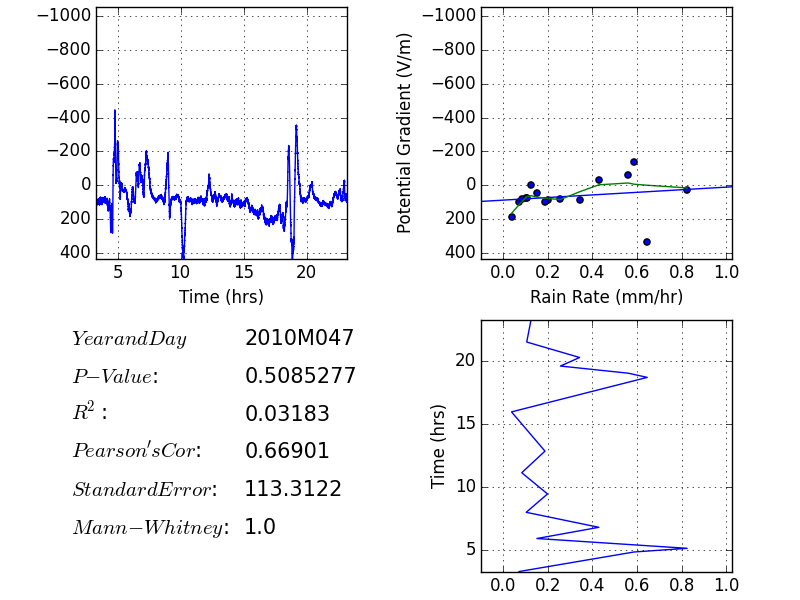 −1000
−800
−600
−400
−200
0
200
400
5 10 15 20
Time (hrs)
Potential Gradient (V/m)
−1000
−800
−600
−400
−200
0
200
400
0.0 0.2 0.4 0.6 0.8 1.0
Rain Rate (mm/hr)
YearandDay 2010M047
P−Value: 0.5085277
R²: 0.03183
Pearson'sCor: 0.66901
StandardError: 113.3122
Mann−Whitney: 1.0
Time (hrs)
20
15
10
5
0.0 0.2 0.4 0.6 0.8 1.0